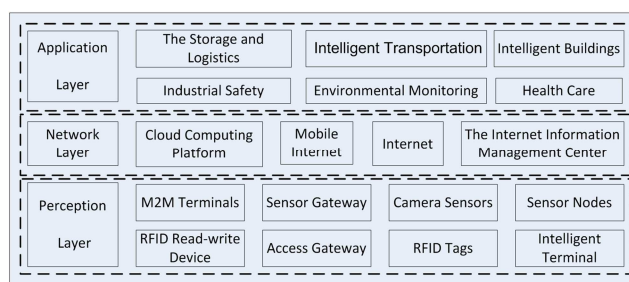 Application
Layer
The Storage and
Logistics
Intelligent Transportation
Intelligent Buildings
Industrial Safety
Environmental Monitoring
Health Care
Network
Layer
Cloud Computing
Platform
Mobile
Internet
Internet
The Internet Information
Management Center
Perception
Layer
M2M Terminals
Sensor Gateway
Camera Sensors
Sensor Nodes
RFID Read-write
Device
Access Gateway
RFID Tags
Intelligent
Terminal